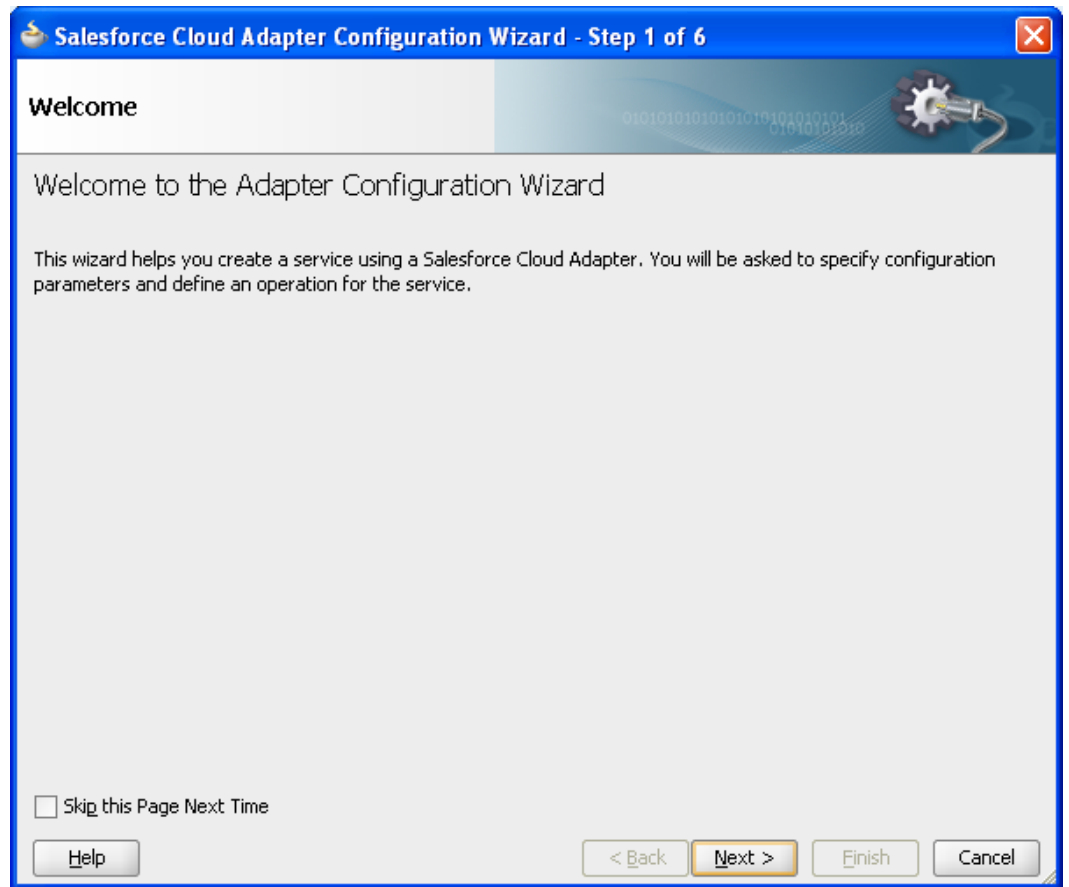 Salesforce Cloud Adapter Configuration Wizard - Step 1 of 6
Welcome
Welcome to the Adapter Configuration Wizard
This wizard helps you create a service using a Salesforce Cloud Adapter. You will be asked to specify configuration
parameters and define an operation for the service.
Skip this Page Next Time
Help < Back Next > Finish Cancel